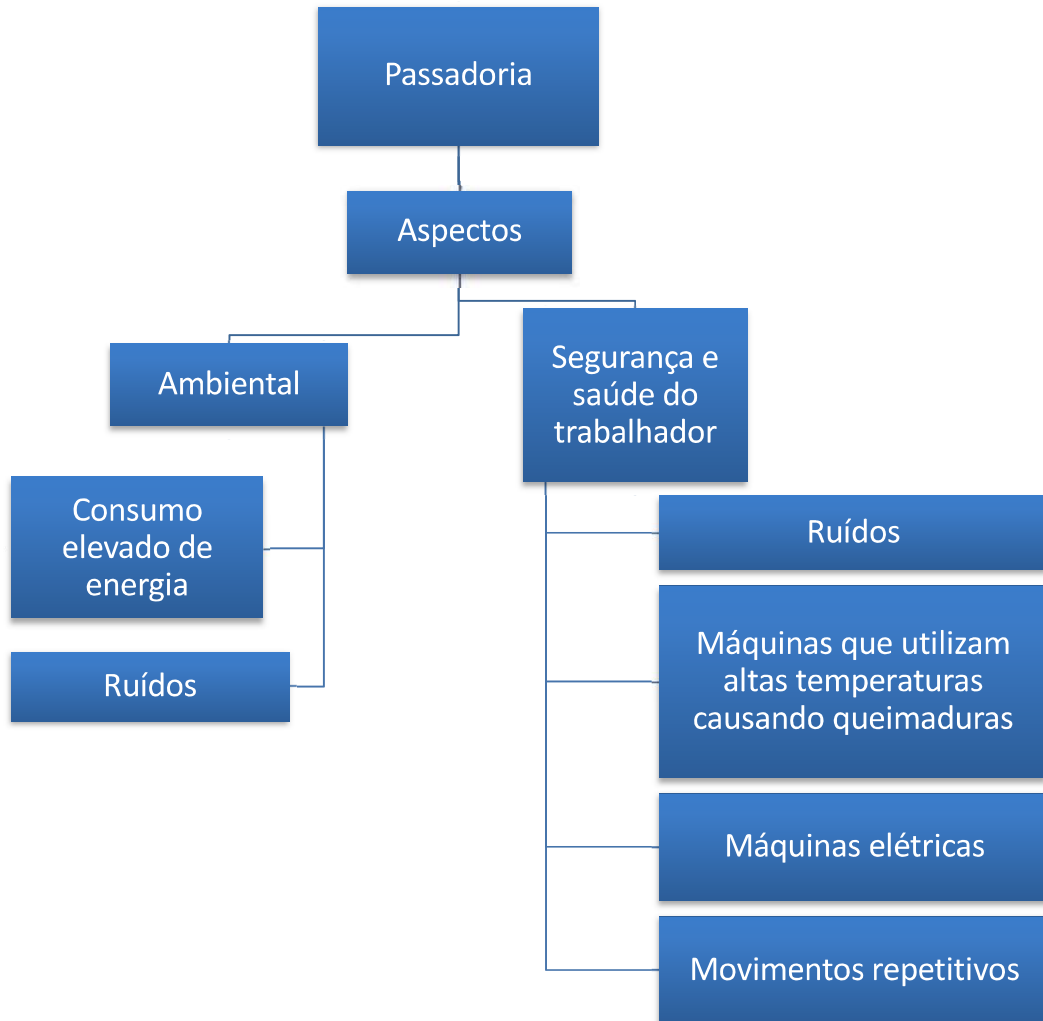 Passadoria
Aspectos
Ambiental
Consumo
elevado de
energia
Ruídos
Segurança e
saúde do
trabalhador
Ruídos
Máquinas que utilizam
altas temperaturas
causando queimaduras
Máquinas elétricas
Movimentos repetitivos